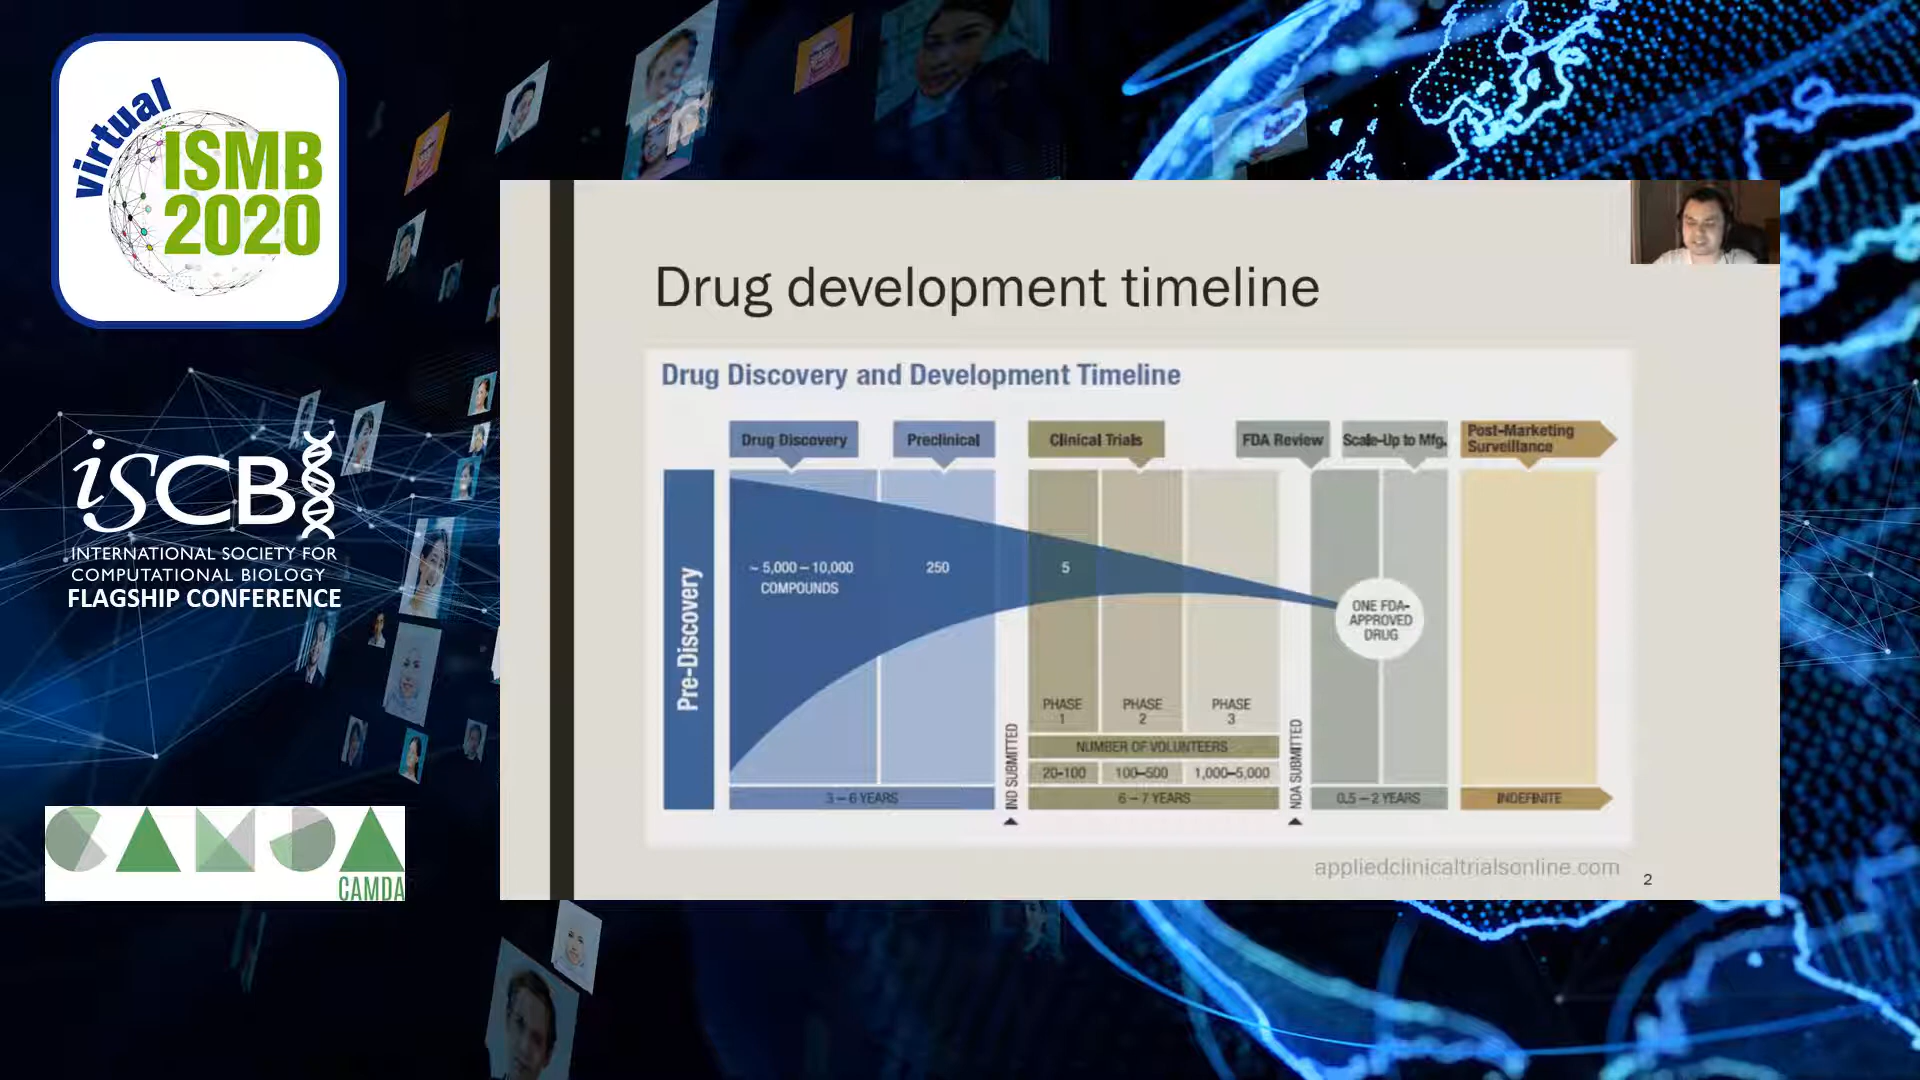 virtual
ISMB
2020
iSCB
INTERNATIONAL SOCIETY FOR
COMPUTATIONAL BIOLOGY
FLAGSHIP CONFERENCE
CAMDA
CAMDA
Drug development timeline
Drug Discovery and Development Timeline
Drug Discovery
Preclinical
Clinical Trials
FDA Review
Scale-Up to Mfg.
Post-Marketing
Surveillance
Pre-Discovery
~ 5,000 – 10,000
COMPOUNDS
250
5
ONE FDA-
APPROVED
DRUG
PHASE
1
PHASE
2
PHASE
3
NUMBER OF VOLUNTEERS
20-100
100–500
1,000–5,000
3 – 6 YEARS
IND SUBMITTED
6 – 7 YEARS
NDA SUBMITTED
0.5 – 2 YEARS
INDEFINITE
appliedclinicaltrialsonline.com
2